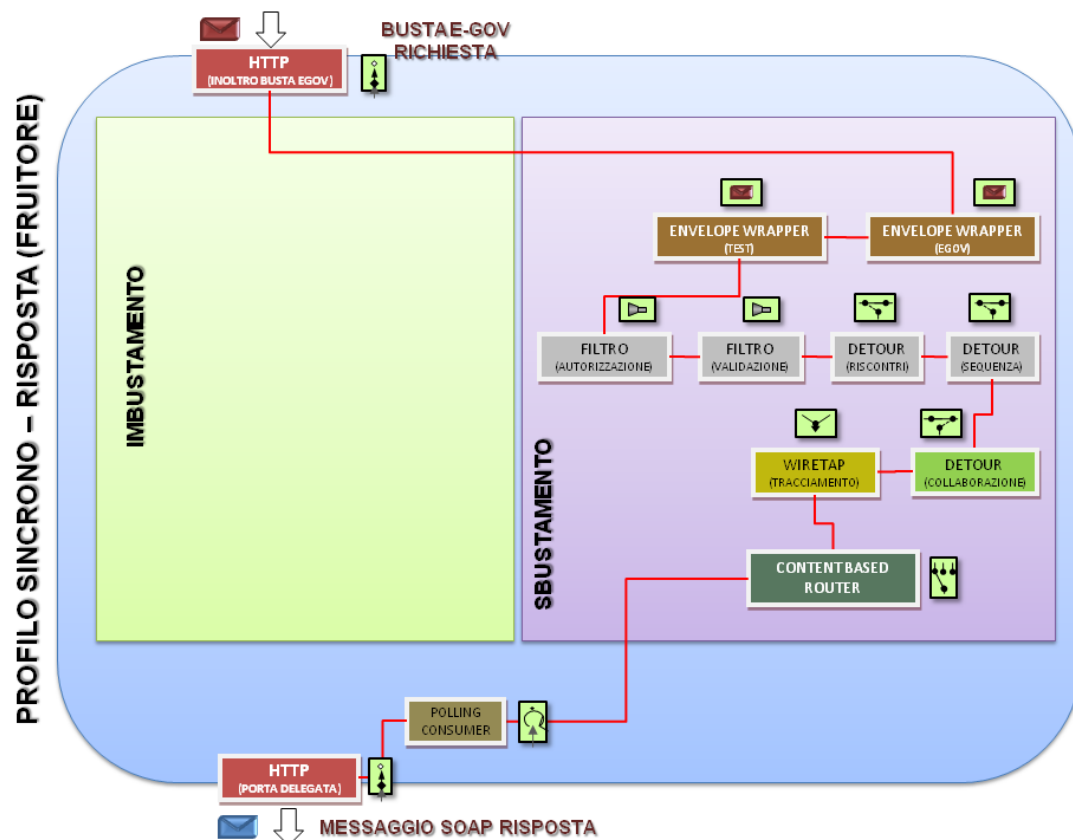 PROFILO SINCRONO – RISPOSTA (FRUITORE)
BUSTAE-GOV
RICHIESTA
HTTP
(INOLTRO BUSTA EGOV)
IMBUSTAMENTO
SBUSTAMENTO
ENVELOPE WRAPPER
(TEST)
ENVELOPE WRAPPER
(EGOV)
FILTRO
(AUTORIZZAZIONE)
FILTRO
(VALIDAZIONE)
DETOUR
(RISCONTRI)
DETOUR
(SEQUENZA)
WIRETAP
(TRACCIAMENTO)
DETOUR
(COLLABORAZIONE)
CONTENT BASED
ROUTER
POLLING
CONSUMER
HTTP
(PORTA DELEGATA)
MESSAGGIO SOAP RISPOSTA